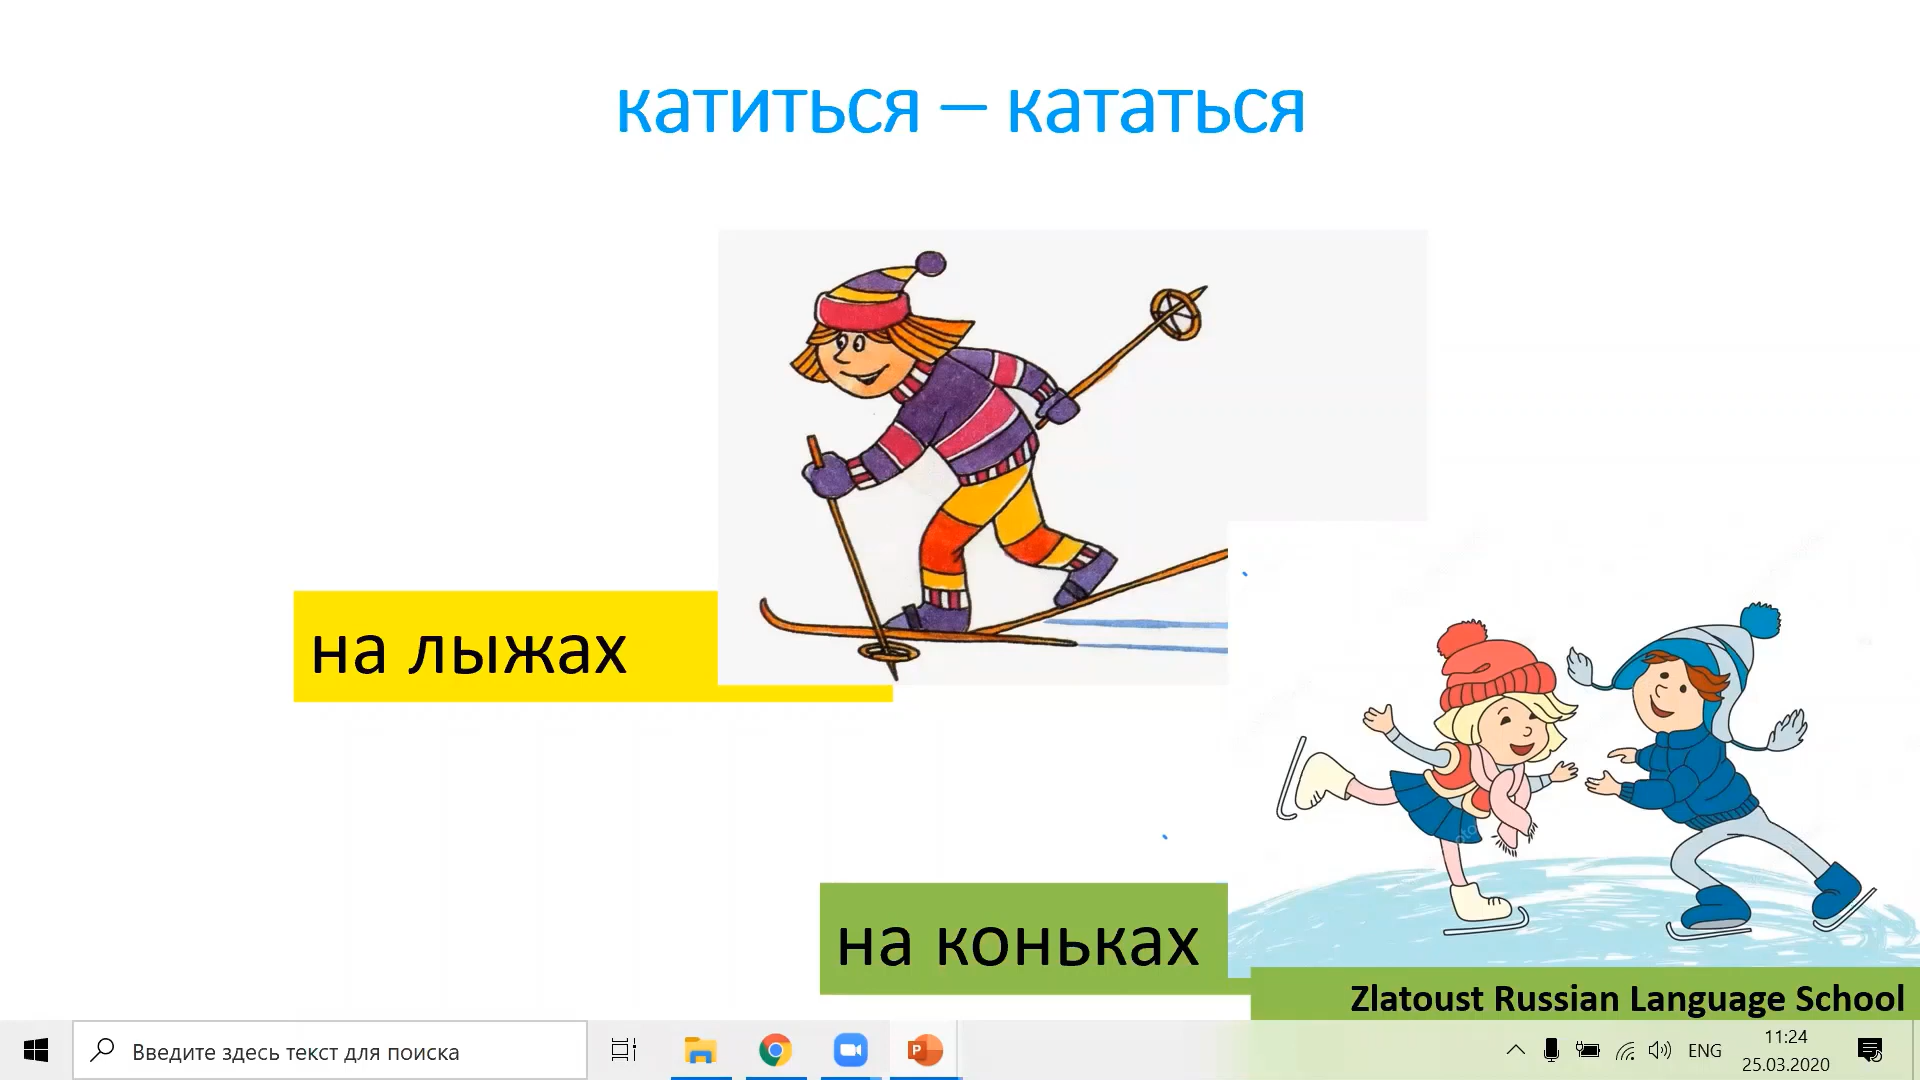 катиться – кататься
на лыжах
на коньках
Zlatoust Russian Language School
Введите здесь текст для поиска
ENG
11:24
25.03.2020